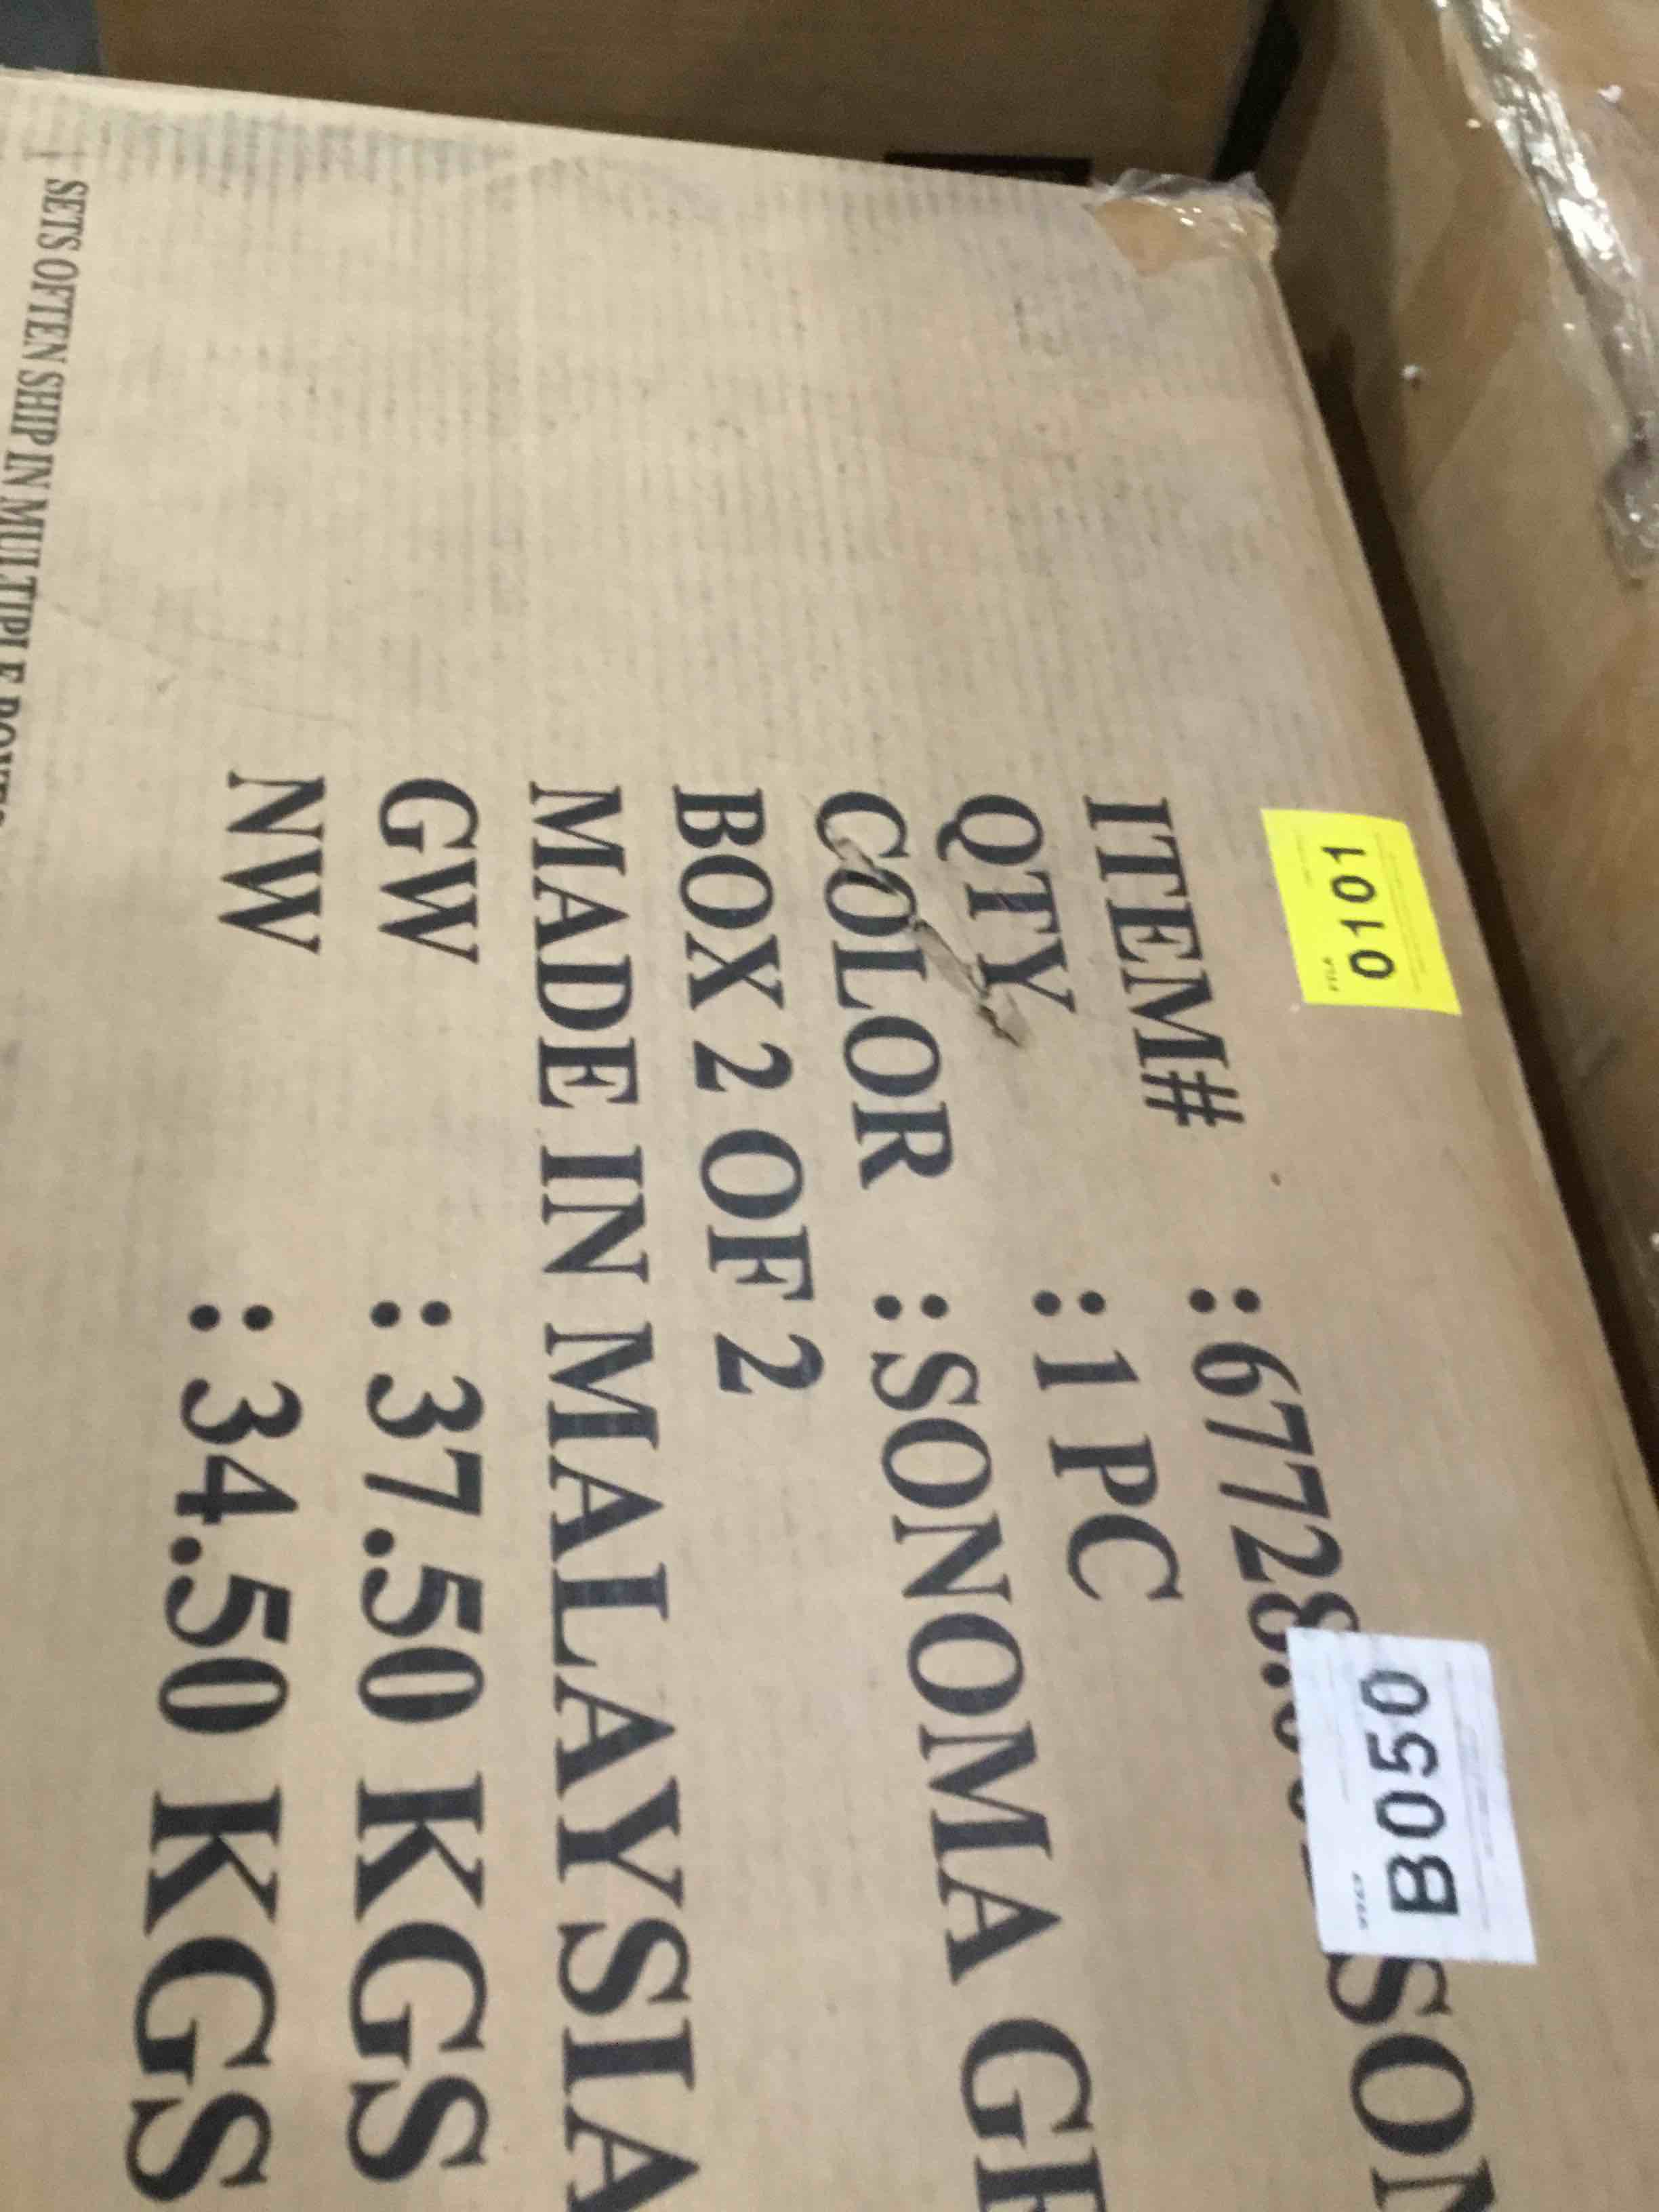 0101
B050
ITEM# : 67728
QTY : 1 PC
COLOR : SONOMA
BOX 2 OF 2
MADE IN MALAYSIA
GW : 37.50 KGS
NW : 34.50 KGS
SETS OFTEN SHIP IN MULTIPLE